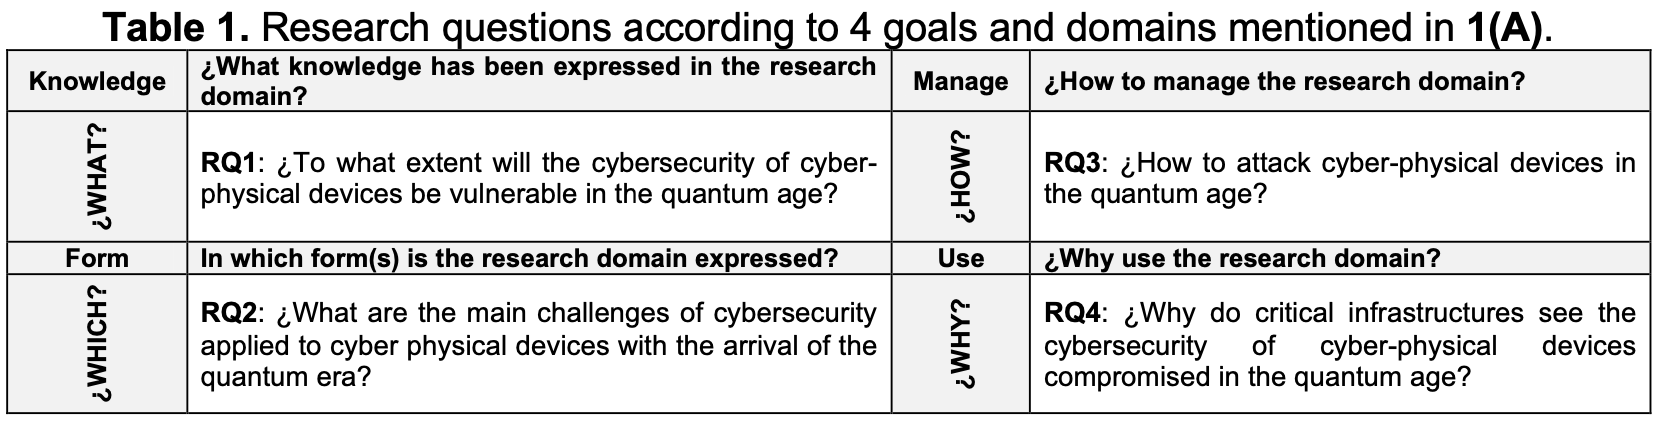 Table 1. Research questions according to 4 goals and domains mentioned in 1(A).
Knowledge
¿What knowledge has been expressed in the research
domain?
Manage
¿How to manage the research domain?
¿WHAT?
RQ1: ¿To what extent will the cybersecurity of cyber-
physical devices be vulnerable in the quantum age?
¿HOW?
RQ3: ¿How to attack cyber-physical devices in
the quantum age?
Form
In which form(s) is the research domain expressed?
Use
¿Why use the research domain?
¿WHICH?
RQ2: ¿What are the main challenges of cybersecurity
applied to cyber physical devices with the arrival of the
quantum era?
¿WHY?
RQ4: ¿Why do critical infrastructures see the
cybersecurity of cyber-physical devices
compromised in the quantum age?